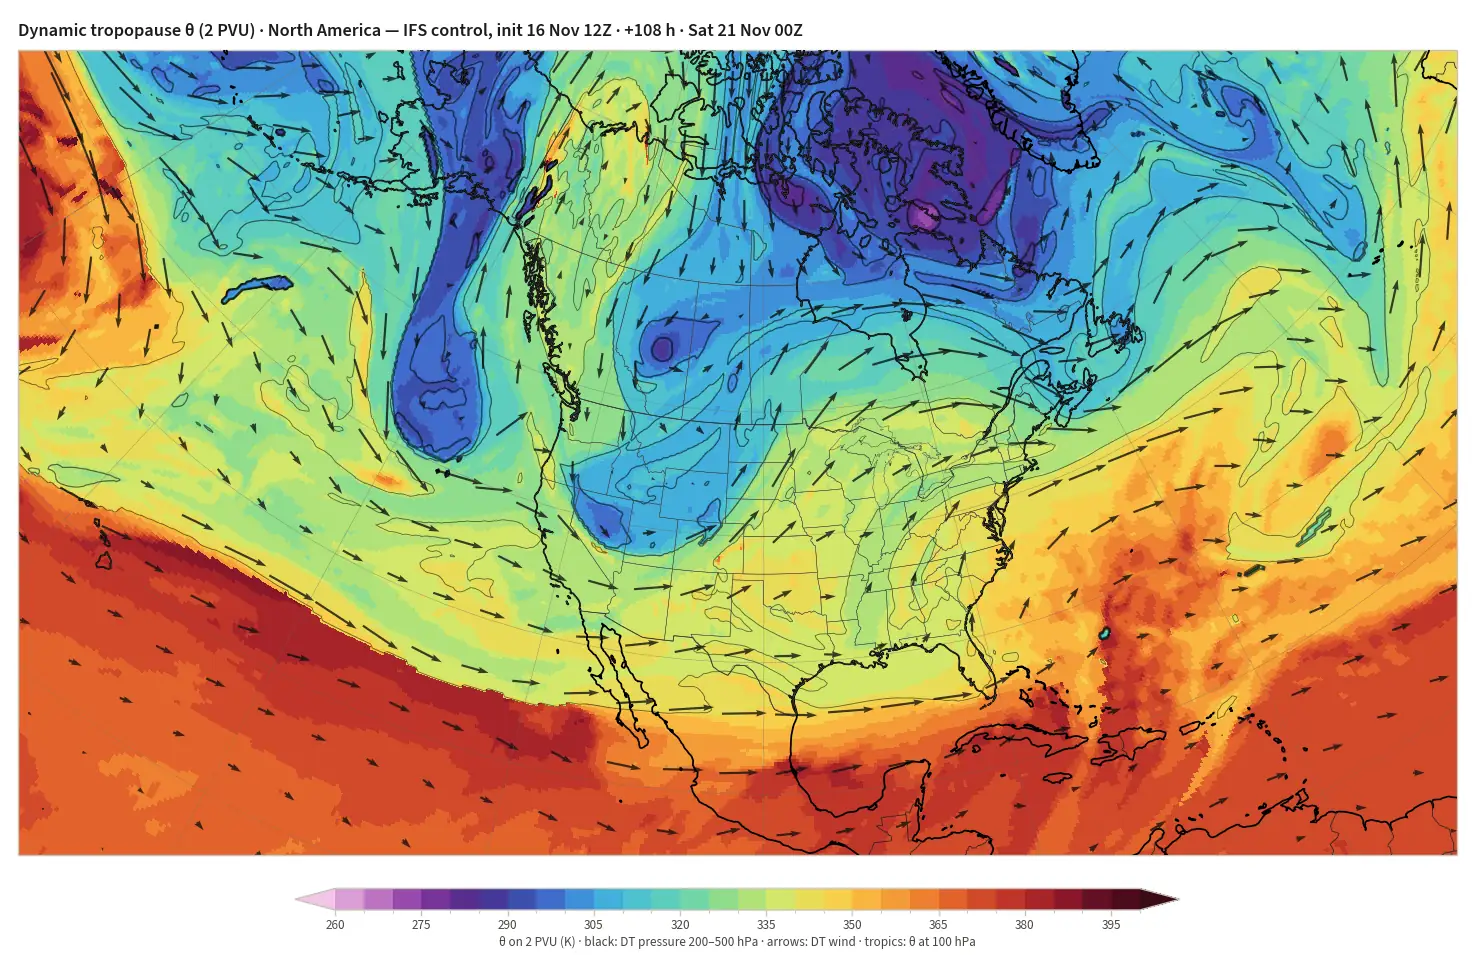 Dynamic tropopause θ (2 PVU) · North America — IFS control, init 16 Nov 12Z · +108 h · Sat 21 Nov 00Z
260 275 290 305 320 335 350 365 380 395
θ on 2 PVU (K) · black: DT pressure 200–500 hPa · arrows: DT wind · tropics: θ at 100 hPa